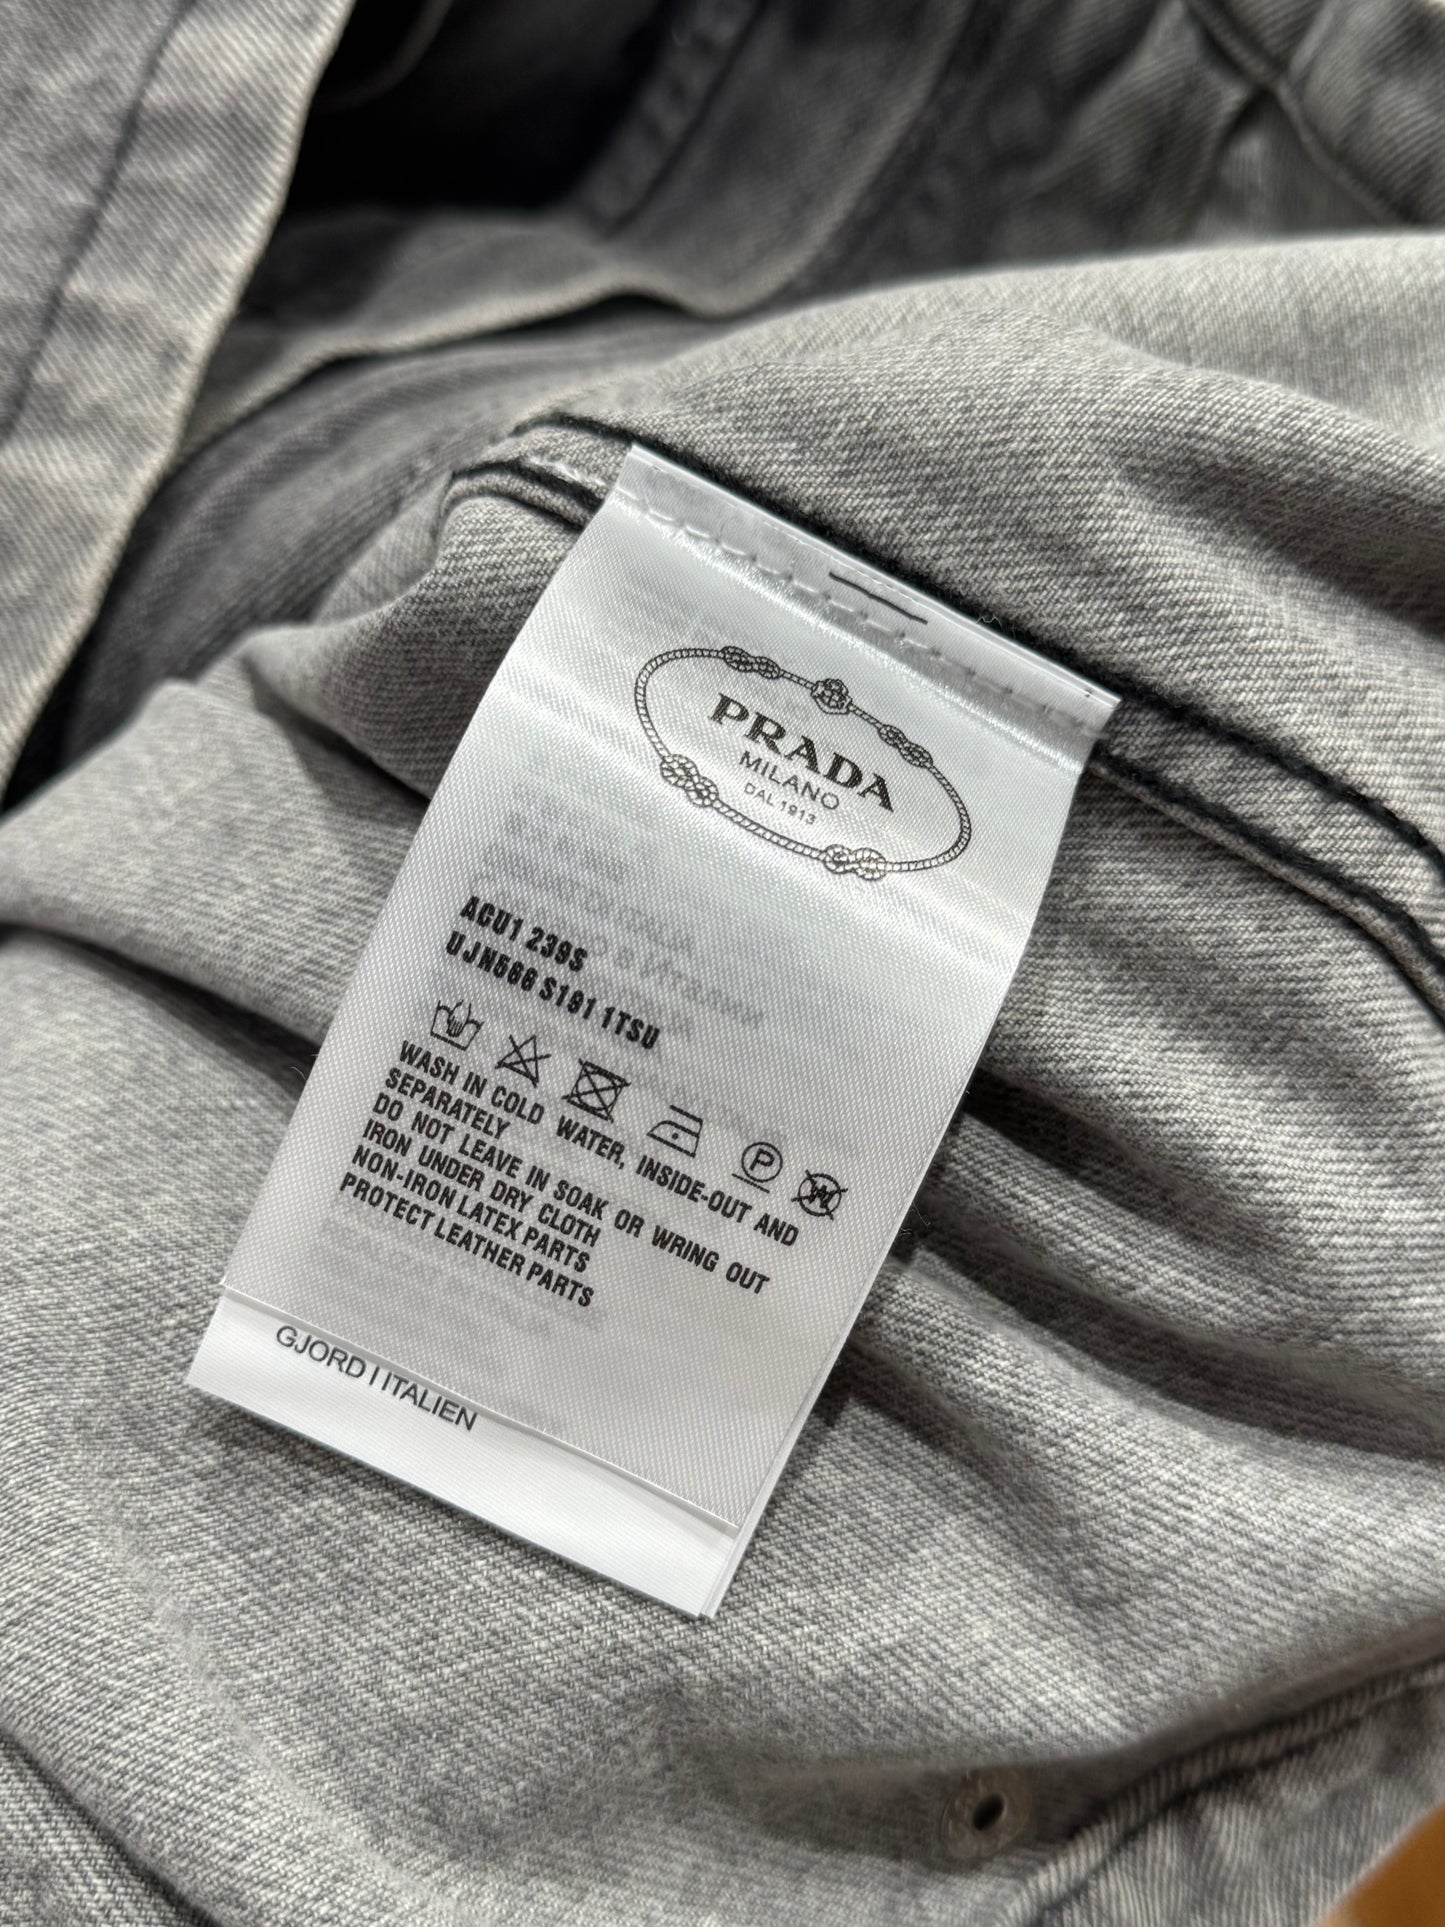 PRADA
MILANO
DAL 1913
ACU1 239S
UJN566 S191 1TSU
WASH IN COLD WATER, INSIDE-OUT AND
SEPARATELY
DO NOT LEAVE IN SOAK OR WRING OUT
IRON UNDER DRY CLOTH
NON-IRON LATEX PARTS
PROTECT LEATHER PARTS
GJORD I ITALIEN